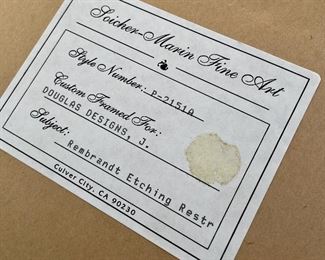 Soicher-Marin Fine Art
Style Number: P-2151A
Custom Framed For:
DOUGLAS DESIGNS, J.
Subject:
Rembrandt Etching Restr
Culver City, CA 90230